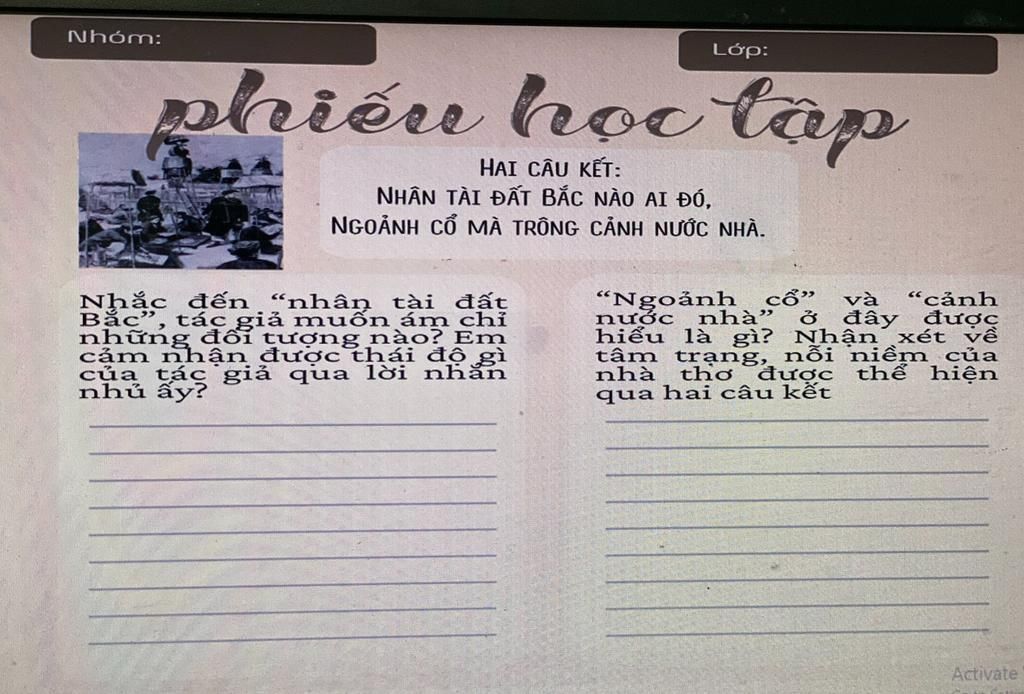 Nhóm:
Lớp:
phiếu học tập
HAI CÂU KẾT:
NHÂN TÀI ĐẤT BẮC NÀO AI ĐÓ,
NGOẢNH CỔ MÀ TRÔNG CẢNH NƯỚC NHÀ.
Nhắc đến “nhân tài đất
Bắc”, tác giả muốn ám chỉ
những đối tượng nào? Em
cảm nhận được thái độ gì
của tác giả qua lời nhắn
nhủ ấy?
“Ngoảnh cổ” và “cảnh
nước nhà” ở đây được
hiểu là gì? Nhận xét về
tâm trạng, nỗi niềm của
nhà thơ được thể hiện
qua hai câu kết
Activate